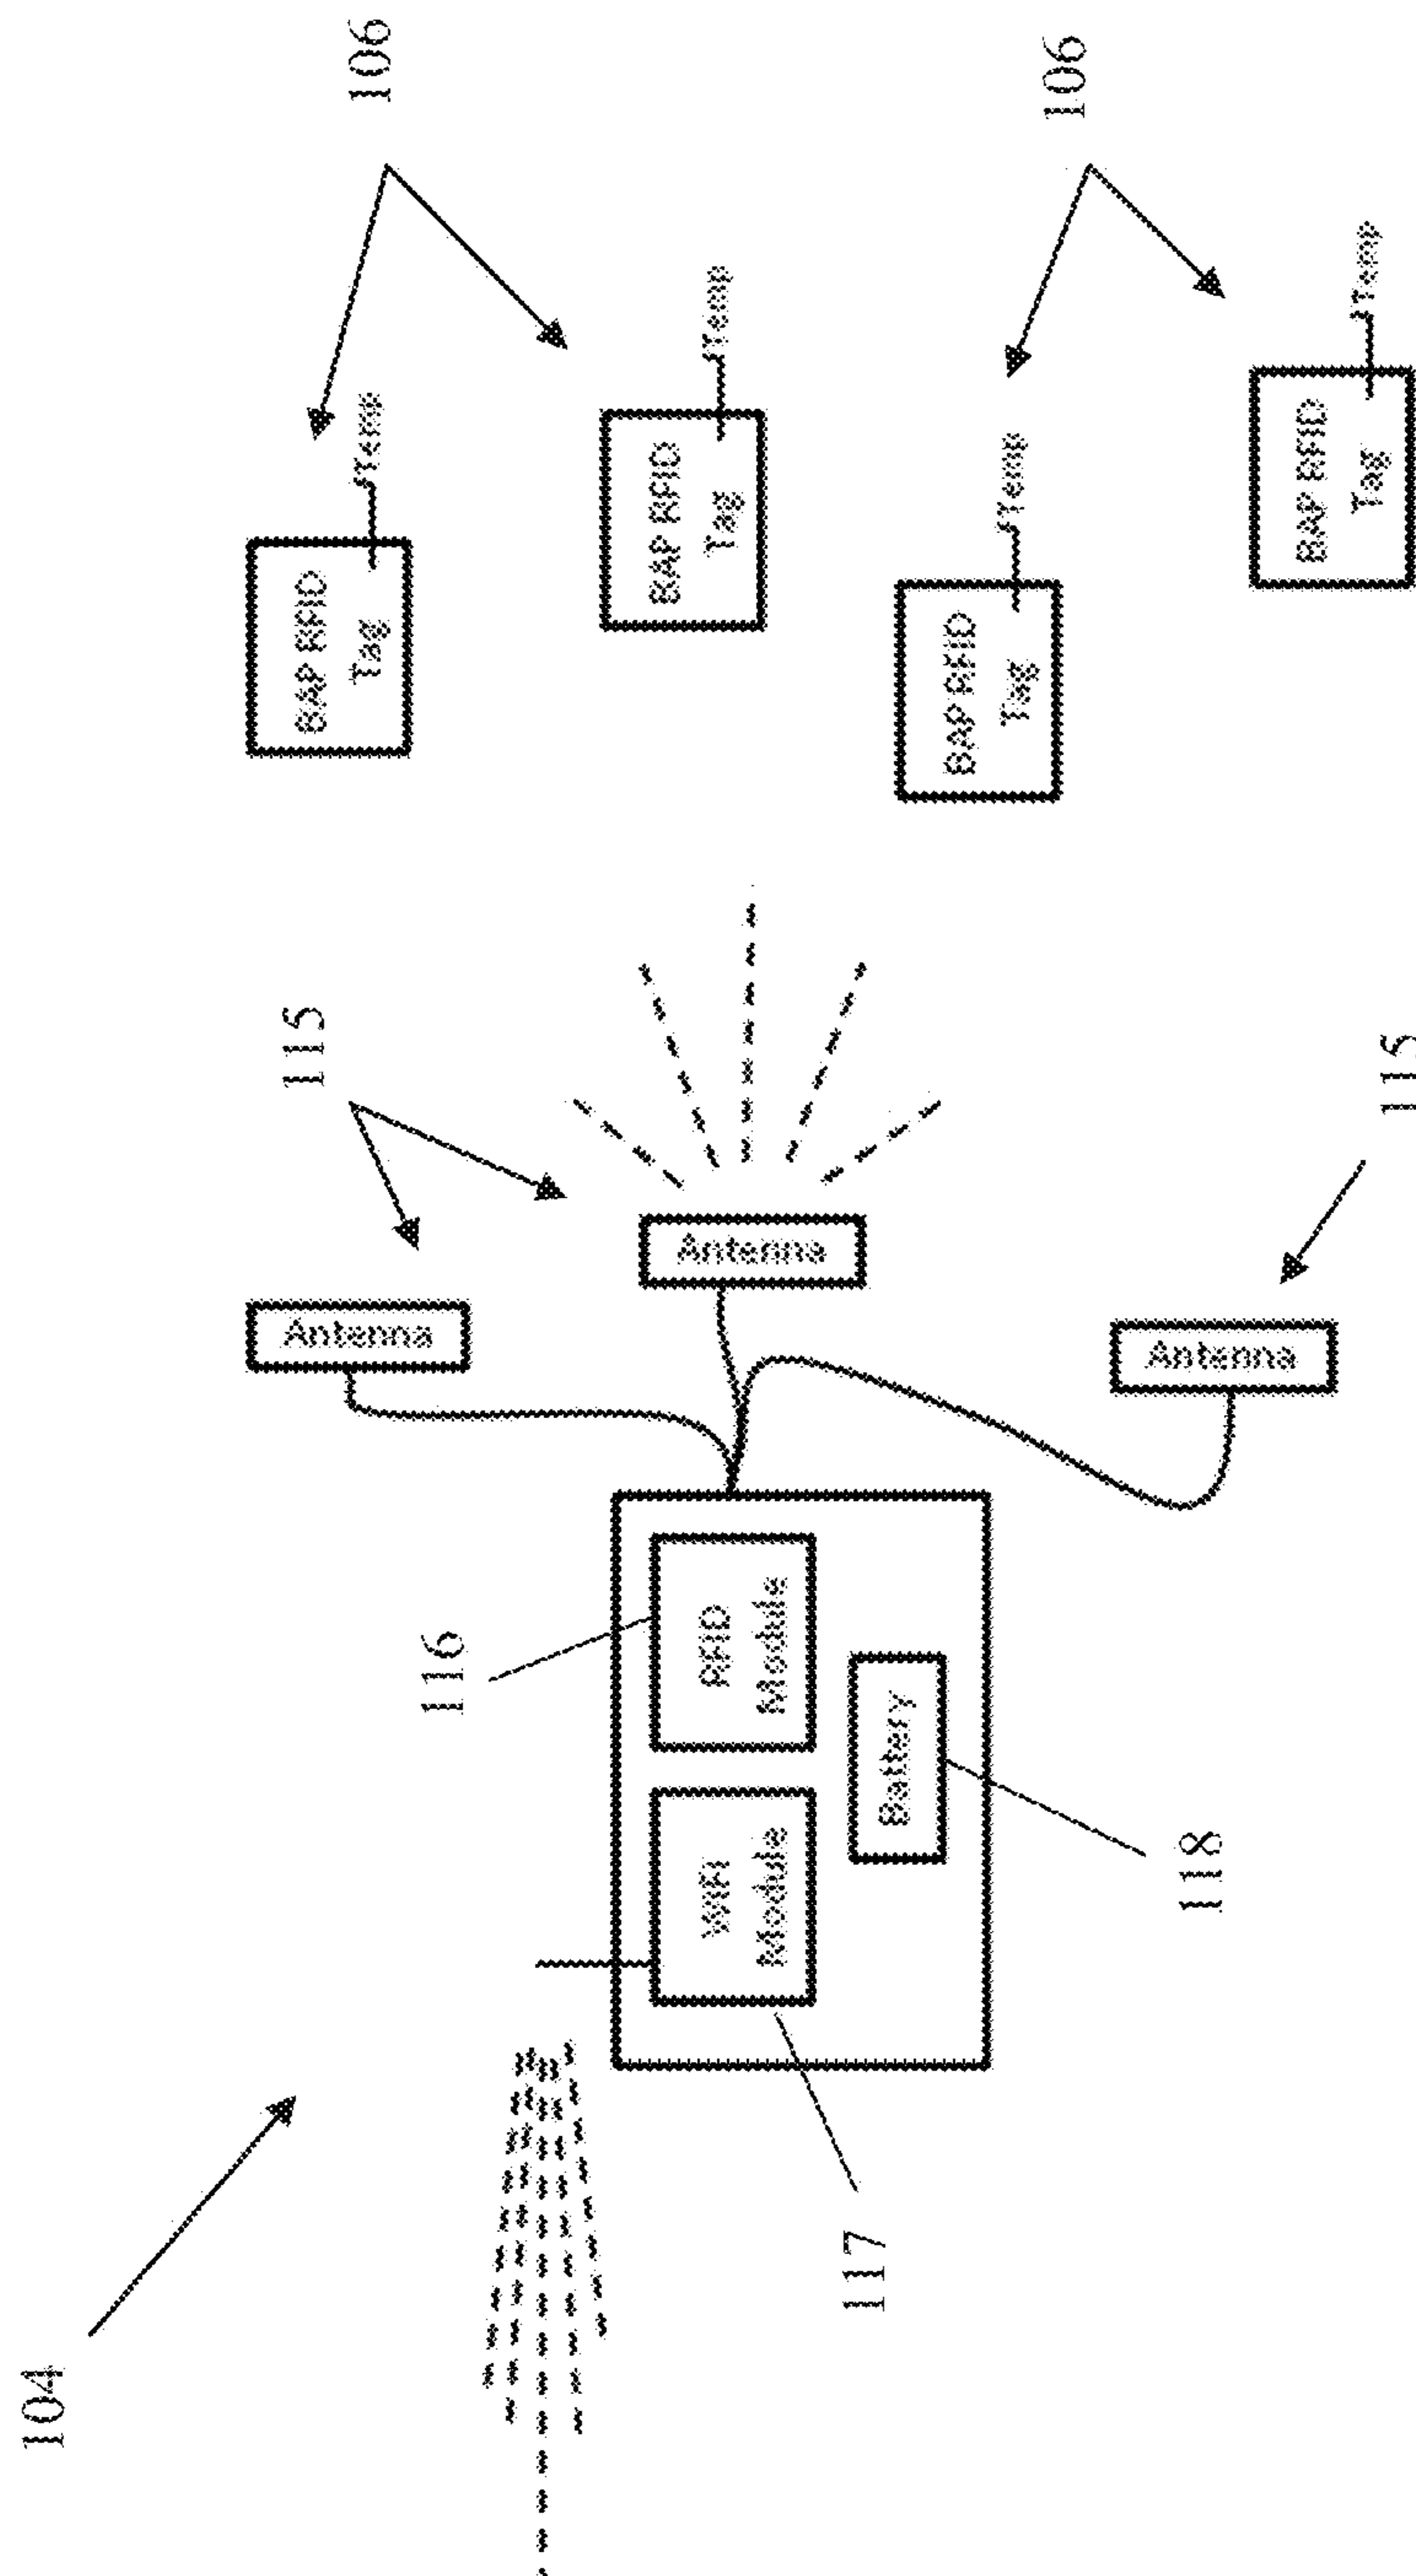 104
117
WiFi
Module
RFID
Module
Battery
116
118
Antenna
Antenna
Antenna
115
115
BAP RFID
Tag
Temp
BAP RFID
Tag
Temp
BAP RFID
Tag
Temp
BAP RFID
Tag
Temp
106
106